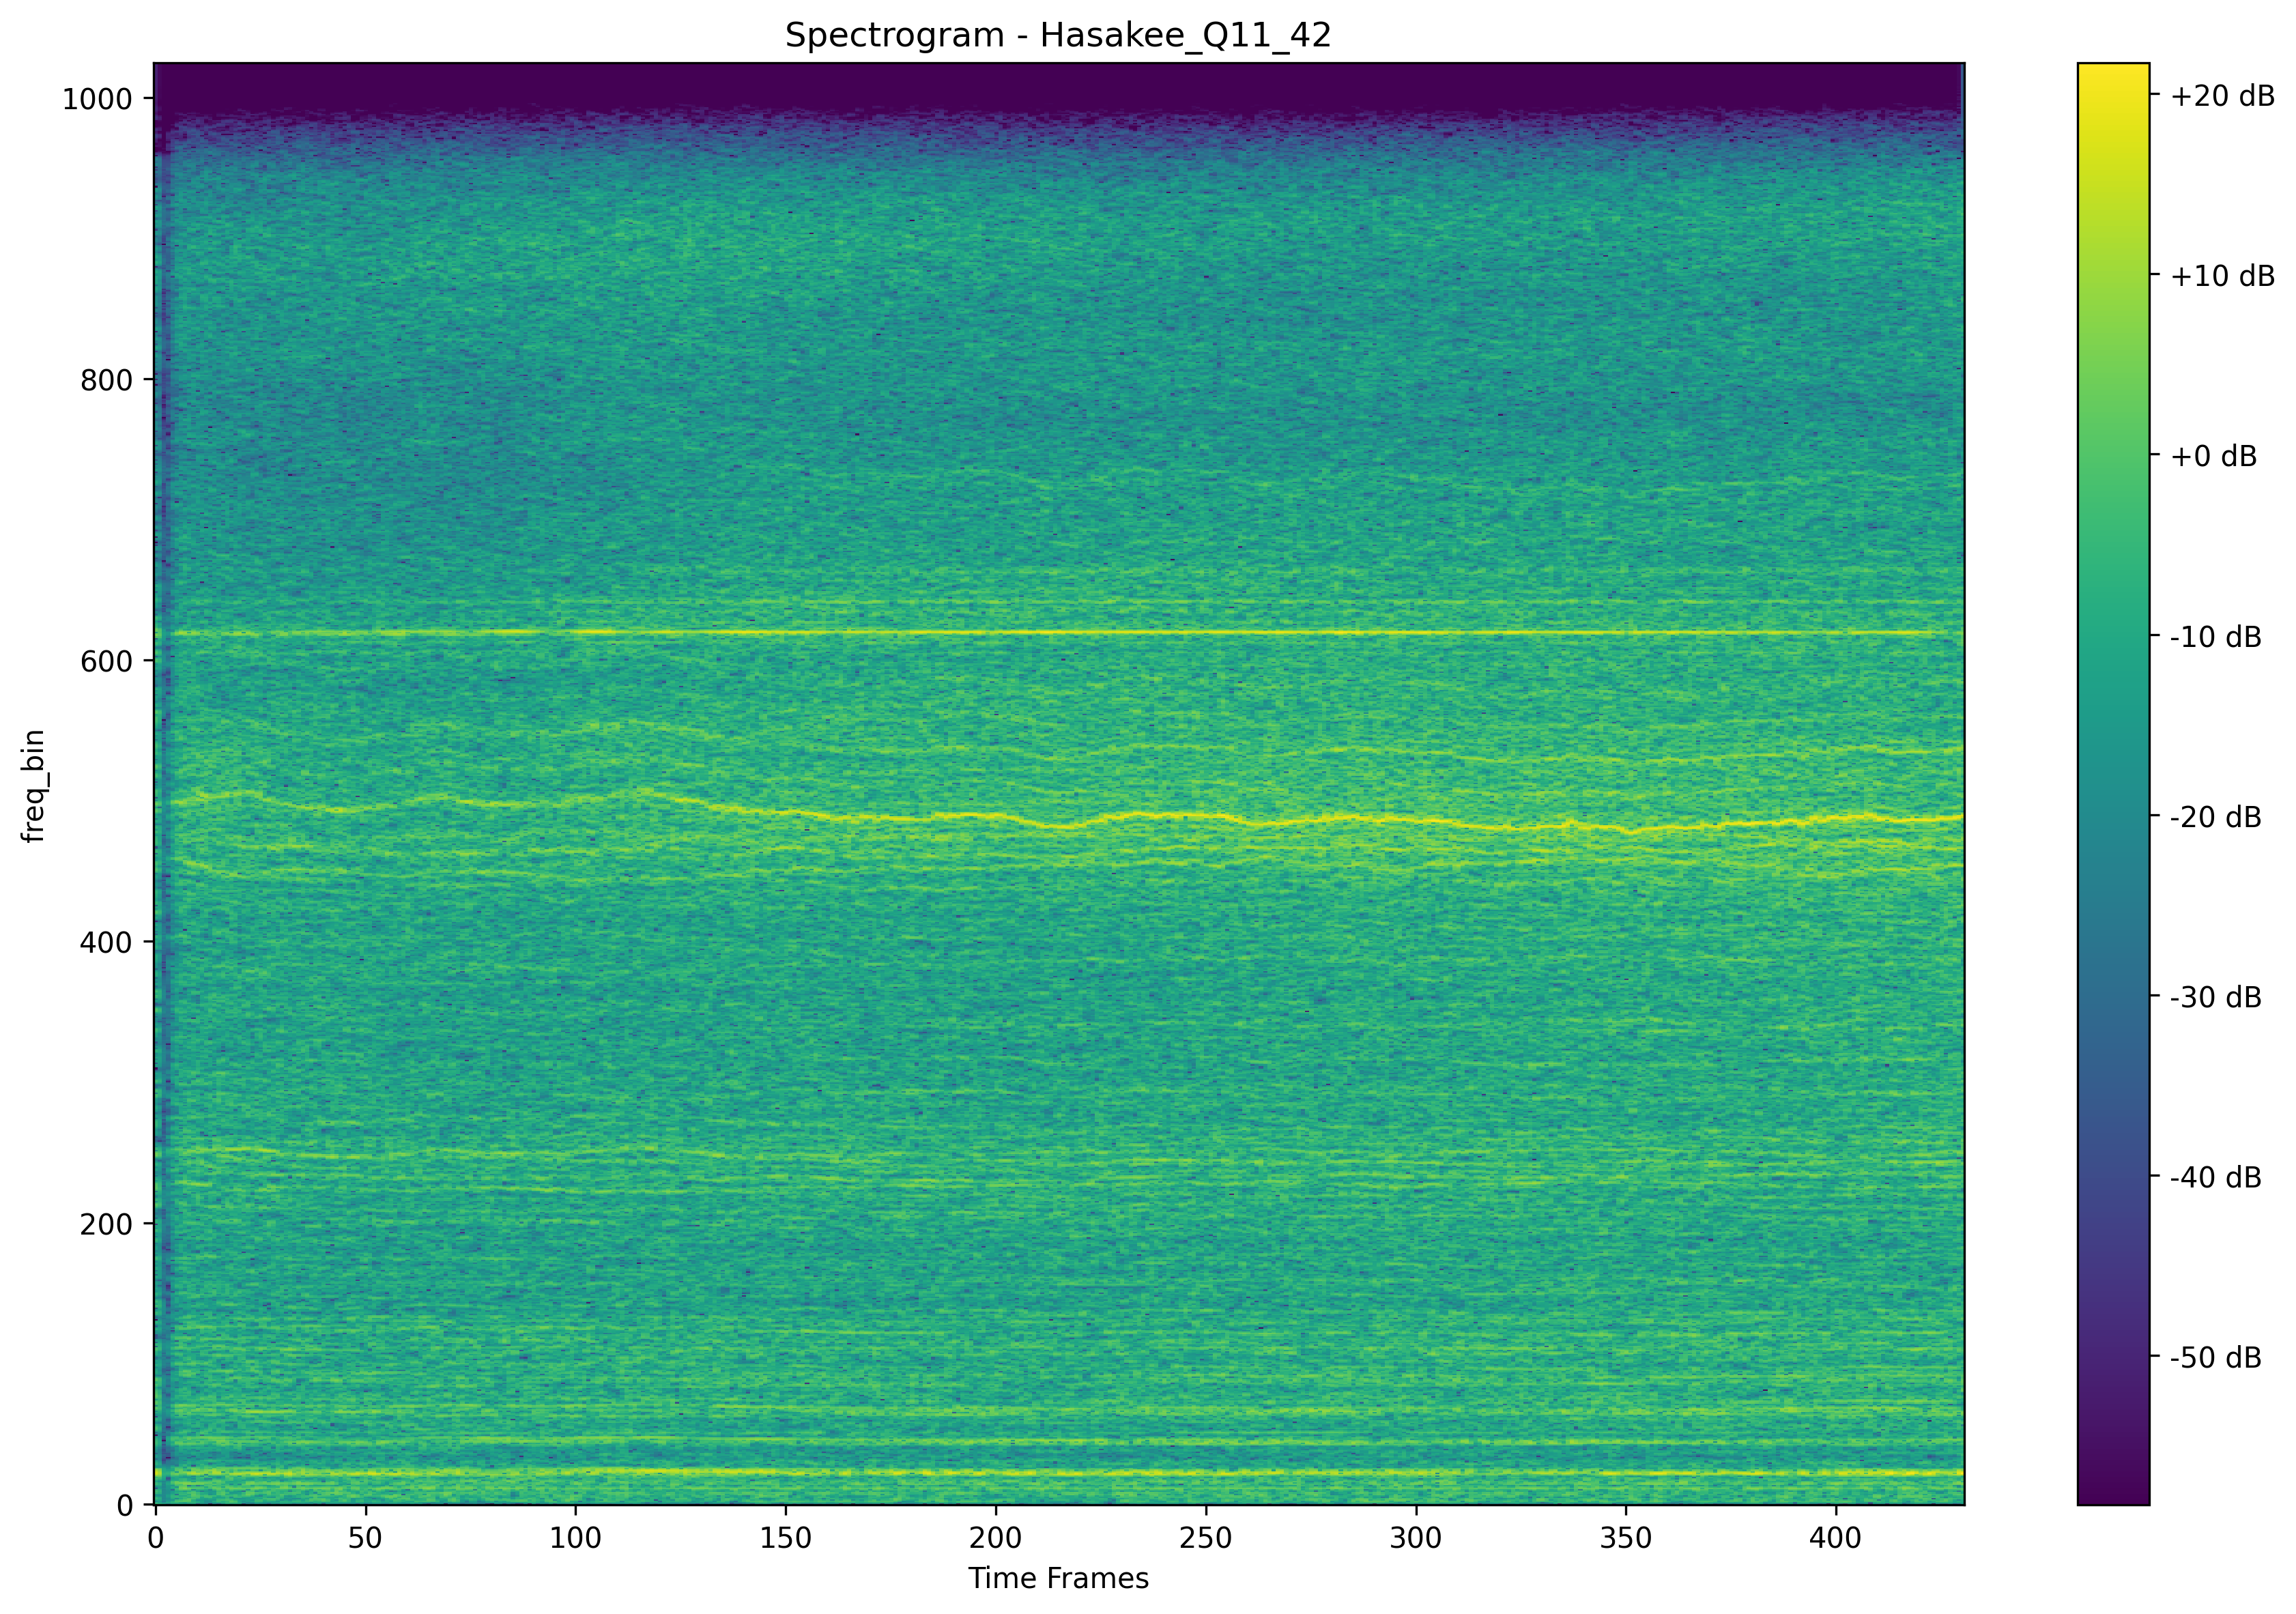 Spectrogram - Hasakee_Q11_42
1000
800
600
400
200
0
freq_bin
0 50 100 150 200 250 300 350 400
Time Frames
+20 dB
+10 dB
+0 dB
-10 dB
-20 dB
-30 dB
-40 dB
-50 dB